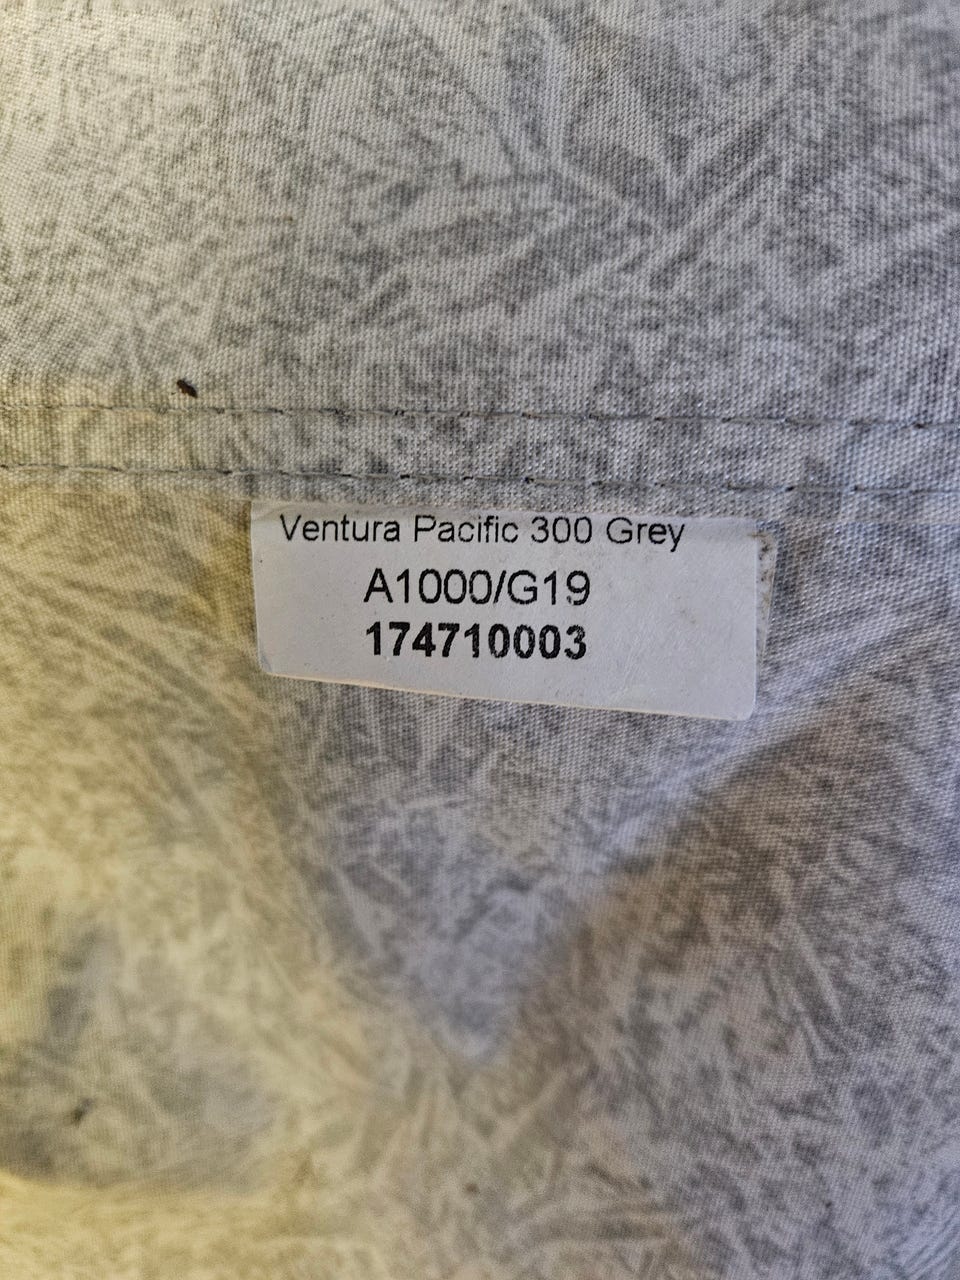 Ventura Pacific 300 Grey
A1000/G19
174710003